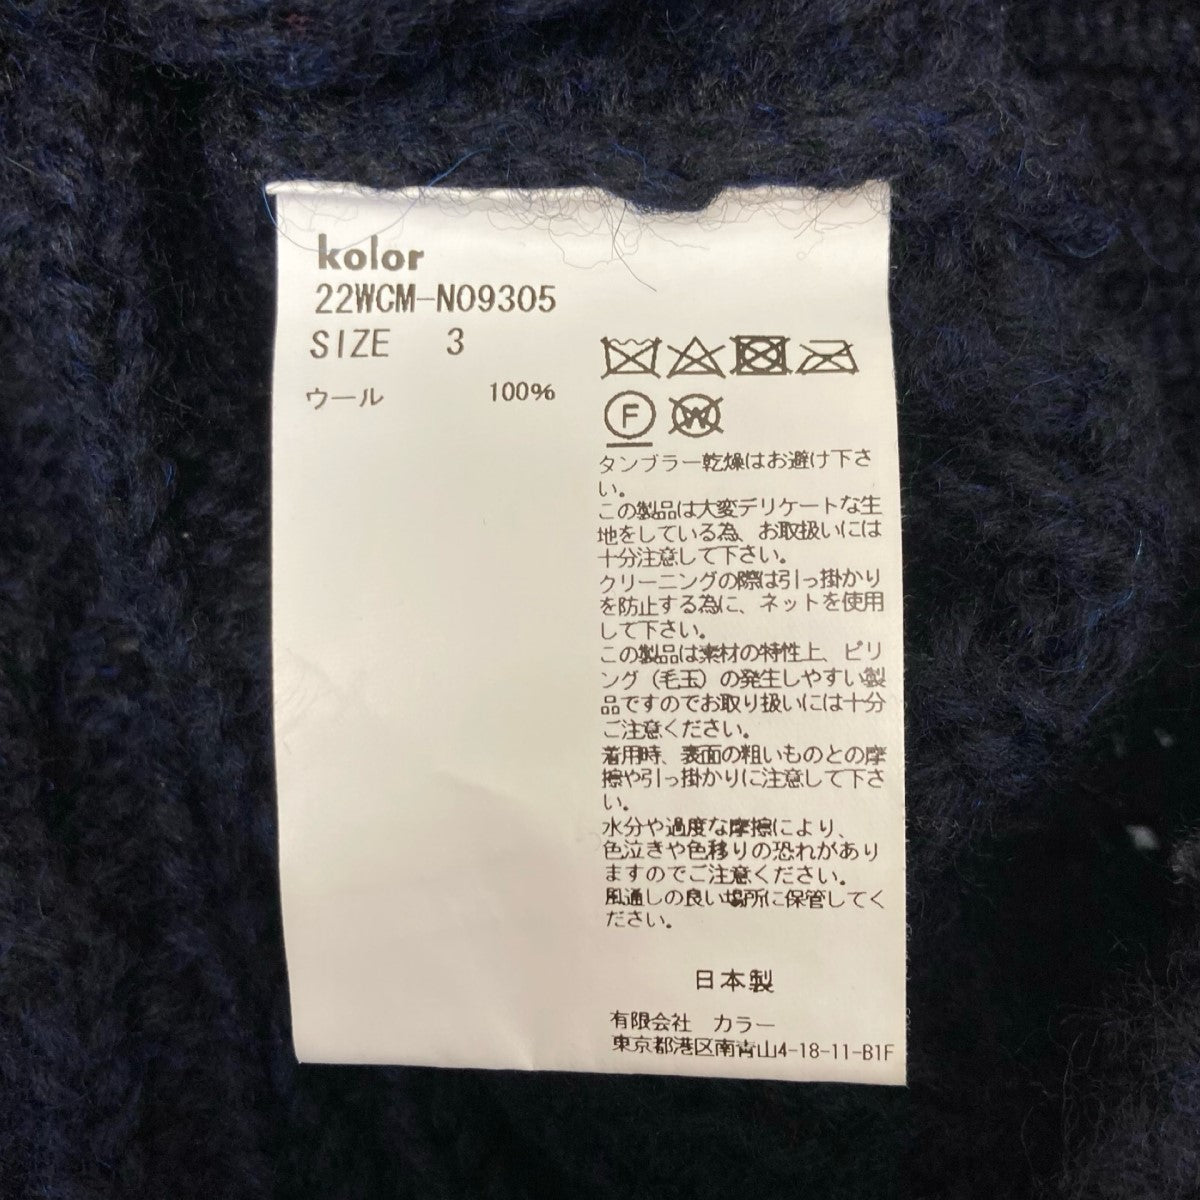 kolor
22WCM-N09305
SIZE 3
ウール 100%
F
W
タンブラー乾燥はお避け下さ
い。
この製品は大変デリケートな生
地をしている為、お取扱いには
十分注意して下さい。
クリーニングの際は引っ掛かり
を防止する為に、ネットを使用
して下さい。
この製品は素材の特性上、ピリ
ング（毛玉）の発生しやすい製
品ですのでお取り扱いには十分
ご注意ください。
着用時、表面の粗いものとの摩
擦や引っ掛かりに注意して下さ
い。
水分や過度な摩擦により、
色泣きや色移りの恐れがあり
ますのでご注意ください。
風通しの良い場所に保管してく
ださい。
日本製
有限会社 カラー
東京都港区南青山4-18-11-B1F